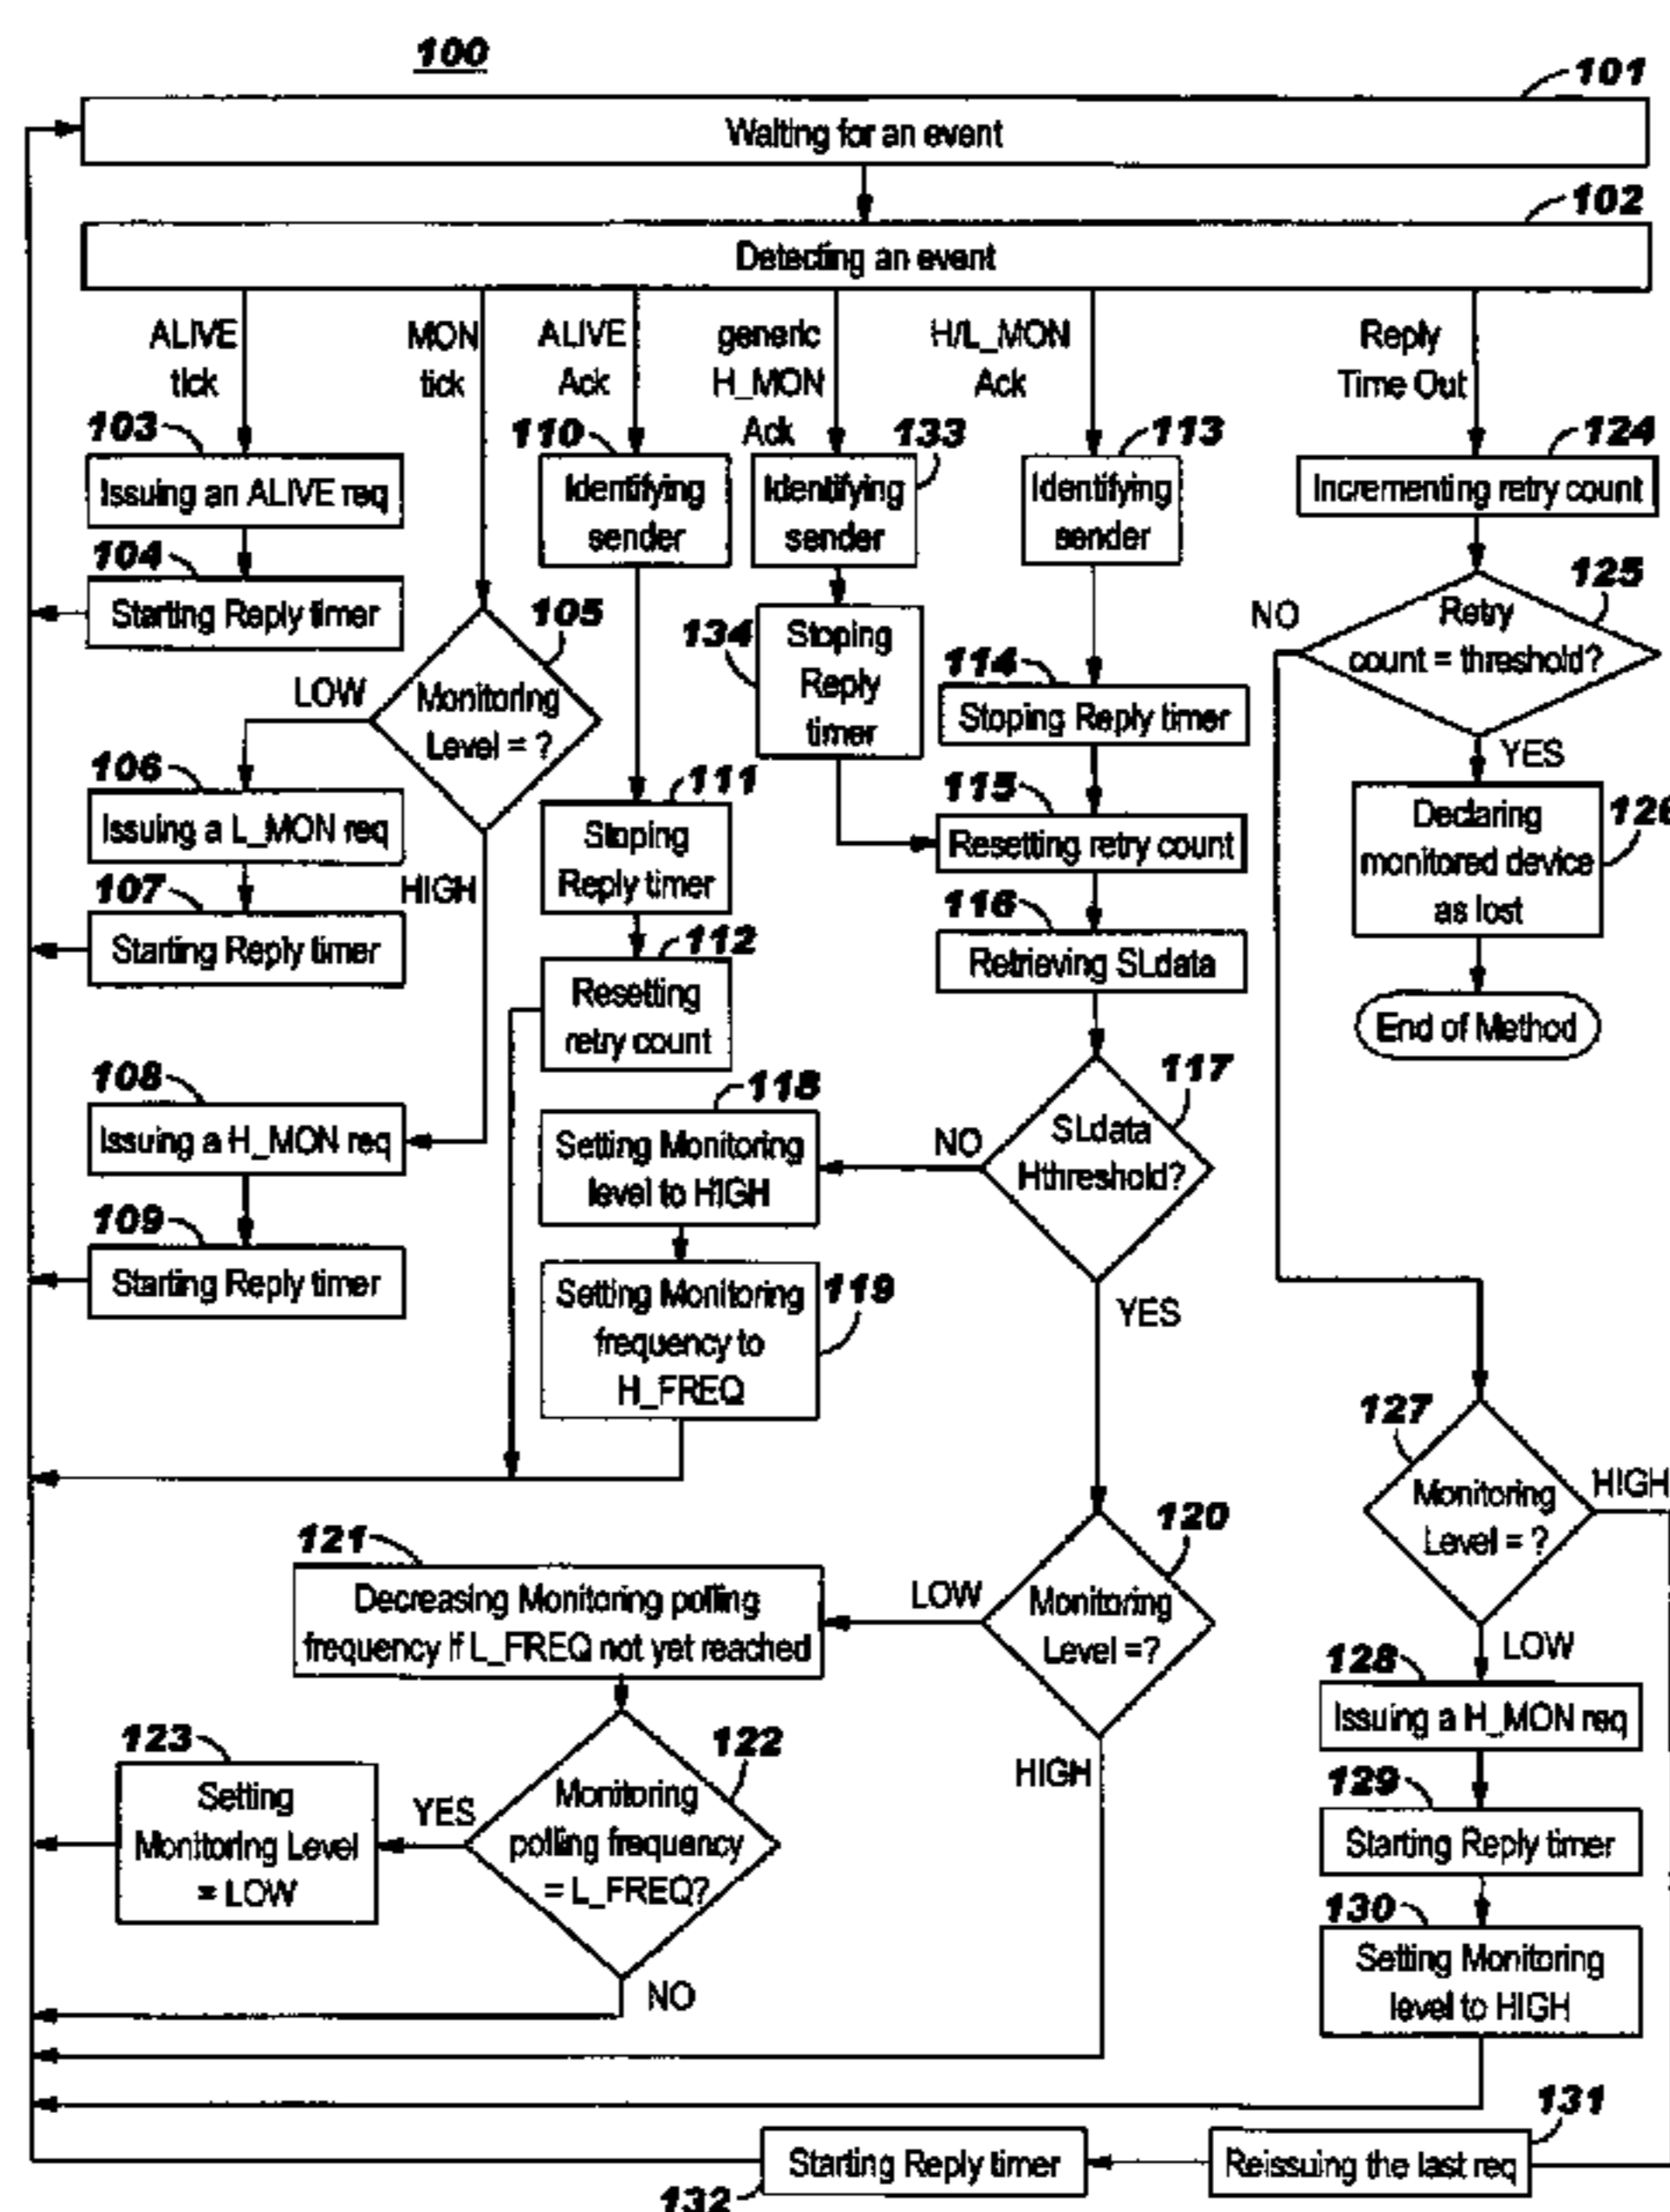 100
101
Waiting for an event
102
Detecting an event
ALIVE
tick
MON
tick
ALIVE
Ack
generic
H_MON
Ack
H/L_MON
Ack
Reply
Time Out
103
Issuing an ALIVE req
104
Starting Reply timer
110
Identifying
sender
133
Identifying
sender
113
Identifying
sender
124
Incrementing retry count
125
Retry
count = threshold?
NO
YES
105
Monitoring
Level = ?
LOW
HIGH
134
Stoping
Reply
timer
114
Stoping Reply timer
106
Issuing a L_MON req
107
Starting Reply timer
111
Stoping
Reply timer
115
Resetting retry count
126
Declaring
monitored device
as lost
112
Resetting
retry count
116
Retrieving SLdata
End of Method
108
Issuing a H_MON req
109
Starting Reply timer
118
Setting Monitoring
level to HIGH
117
SLdata
Hthreshold?
NO
YES
119
Setting Monitoring
frequency to
H_FREQ
127
Monitoring
Level = ?
HIGH
LOW
121
Decreasing Monitoring polling
frequency if L_FREQ not yet reached
120
Monitoring
Level =?
LOW
HIGH
123
Setting
Monitoring Level
= LOW
122
Monitoring
polling frequency
= L_FREQ?
YES
NO
128
Issuing a H_MON req
129
Starting Reply timer
130
Setting Monitoring
level to HIGH
131
Reissuing the last req
132
Starting Reply timer